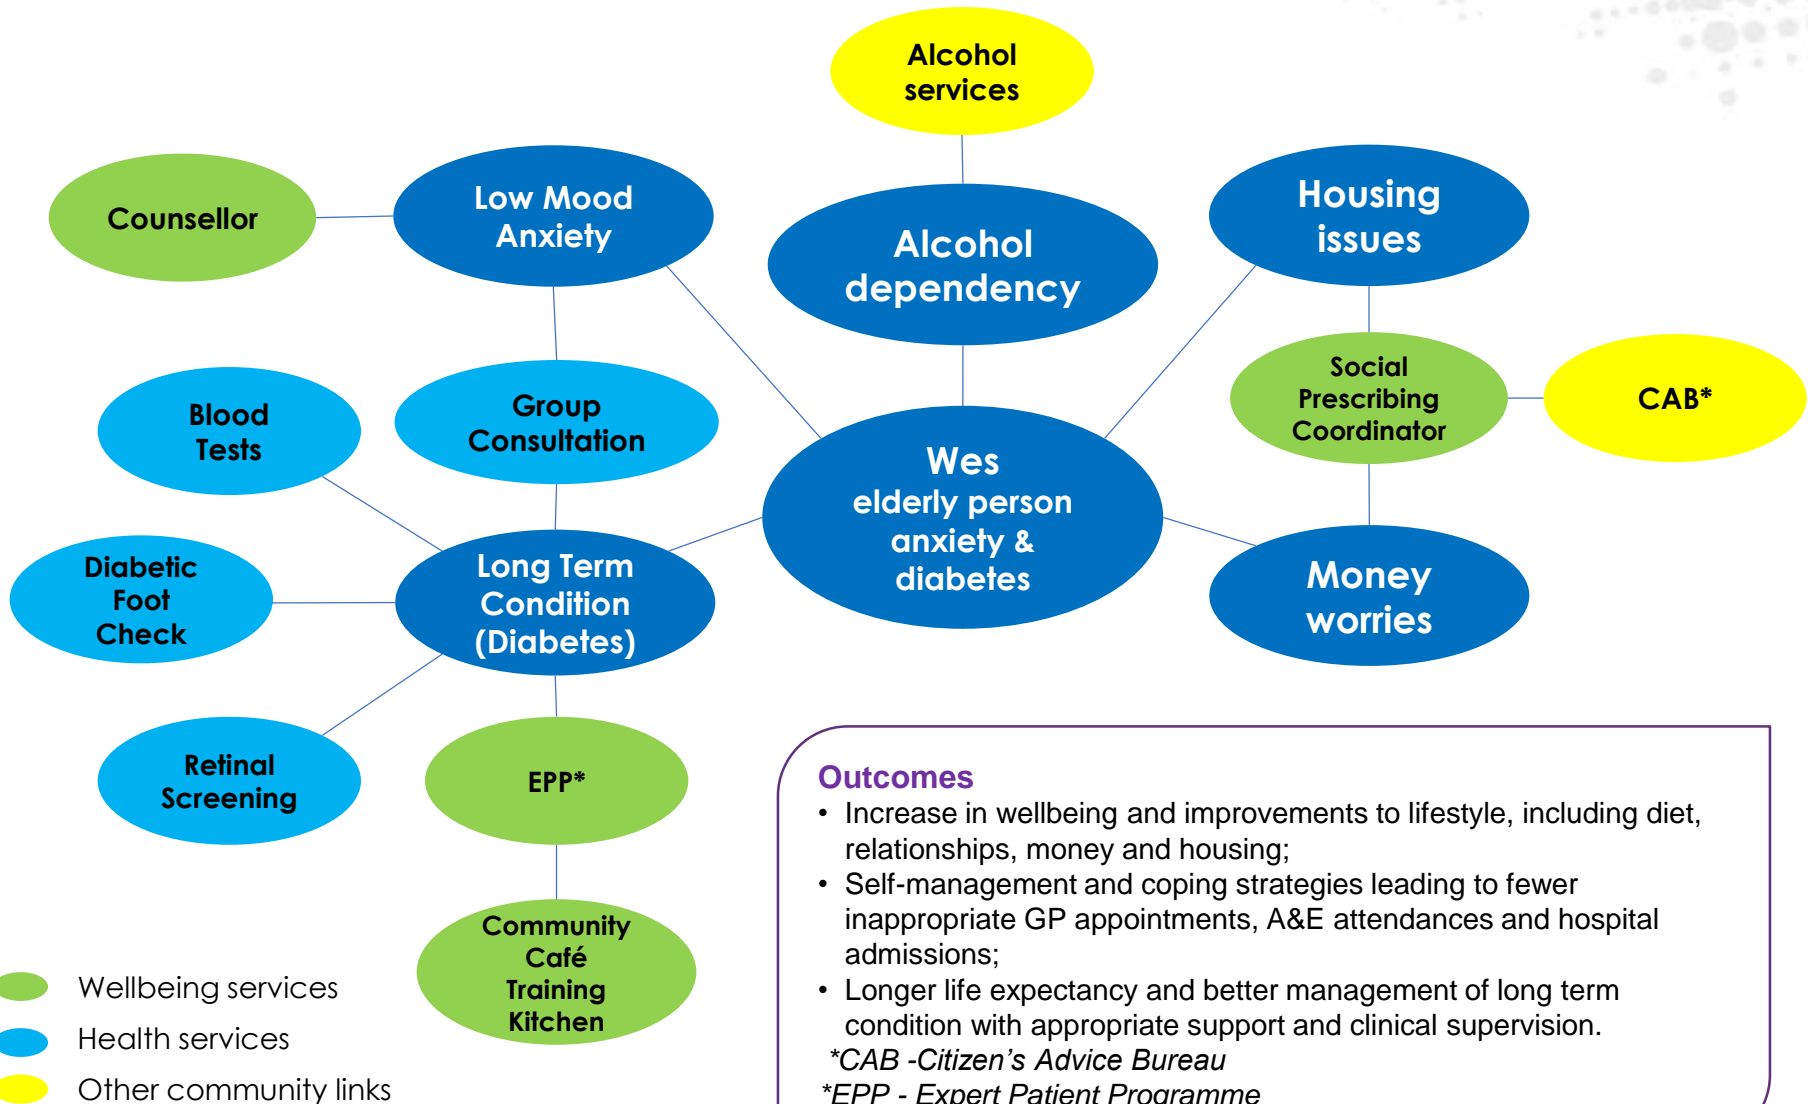 Alcohol
services
Counsellor
Low Mood
Anxiety
Alcohol
dependency
Housing
issues
Blood
Tests
Group
Consultation
Social
Prescribing
Coordinator
CAB*
Wes
elderly person
anxiety &
diabetes
Diabetic
Foot
Check
Long Term
Condition
(Diabetes)
Money
worries
Retinal
Screening
EPP*
Community
Café
Training
Kitchen
Wellbeing services
Health services
Other community links
Outcomes
• Increase in wellbeing and improvements to lifestyle, including diet,
relationships, money and housing;
• Self-management and coping strategies leading to fewer
inappropriate GP appointments, A&E attendances and hospital
admissions;
• Longer life expectancy and better management of long term
condition with appropriate support and clinical supervision.
*CAB -Citizen’s Advice Bureau
*EPP - Expert Patient Programme